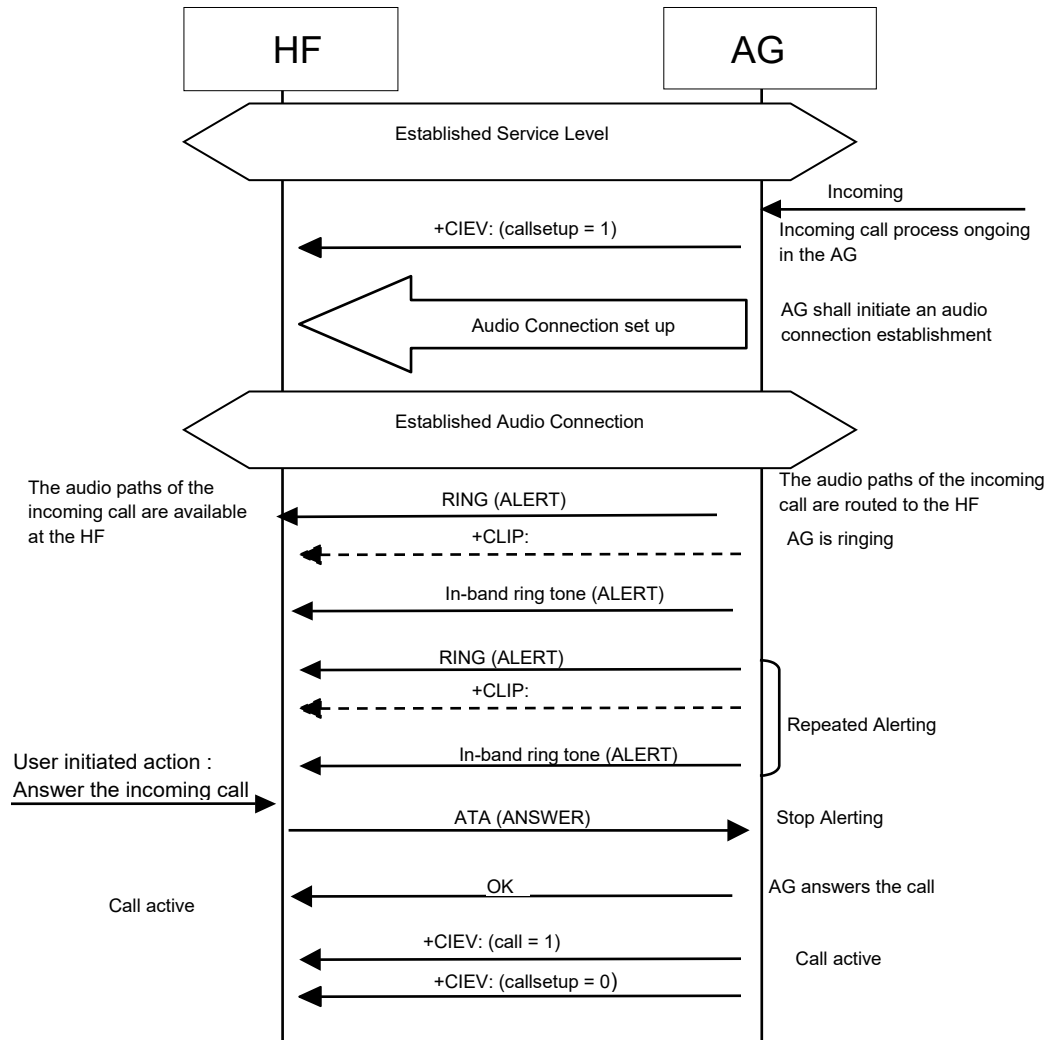 HF
AG
Established Service Level
Incoming
+CIEV: (callsetup = 1)
Incoming call process ongoing
in the AG
Audio Connection set up
AG shall initiate an audio
connection establishment
Established Audio Connection
The audio paths of the
incoming call are available
at the HF
The audio paths of the incoming
call are routed to the HF
RING (ALERT)
+CLIP:
AG is ringing
In-band ring tone (ALERT)
RING (ALERT)
+CLIP:
Repeated Alerting
In-band ring tone (ALERT)
User initiated action :
Answer the incoming call
ATA (ANSWER)
Stop Alerting
OK
AG answers the call
Call active
+CIEV: (call = 1)
Call active
+CIEV: (callsetup = 0)